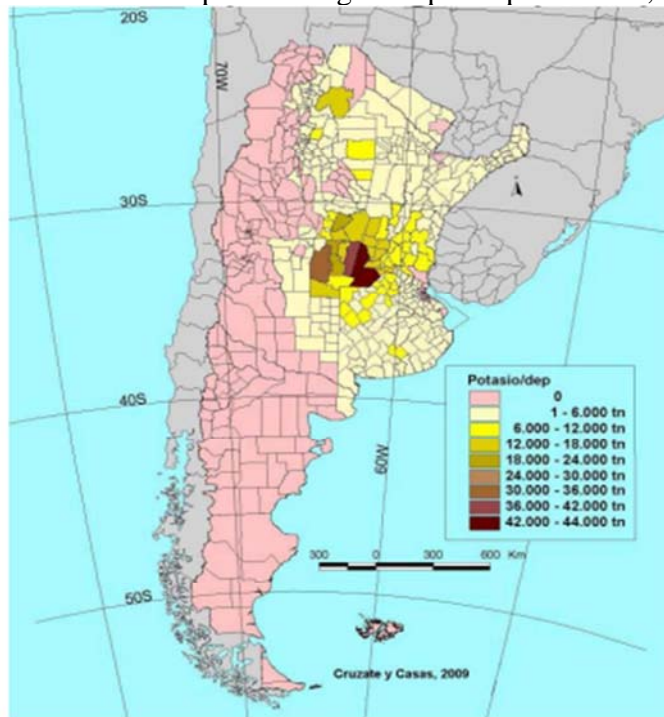 20S
70W
30S
40S
60W
50S
Potasio/dep
0
1 - 6.000 tn
6.000 - 12.000 tn
12.000 - 18.000 tn
18.000 - 24.000 tn
24.000 - 30.000 tn
30.000 - 36.000 tn
36.000 - 42.000 tn
42.000 - 44.000 tn
300 0 300 600 Km
Cruzate y Casas, 2009